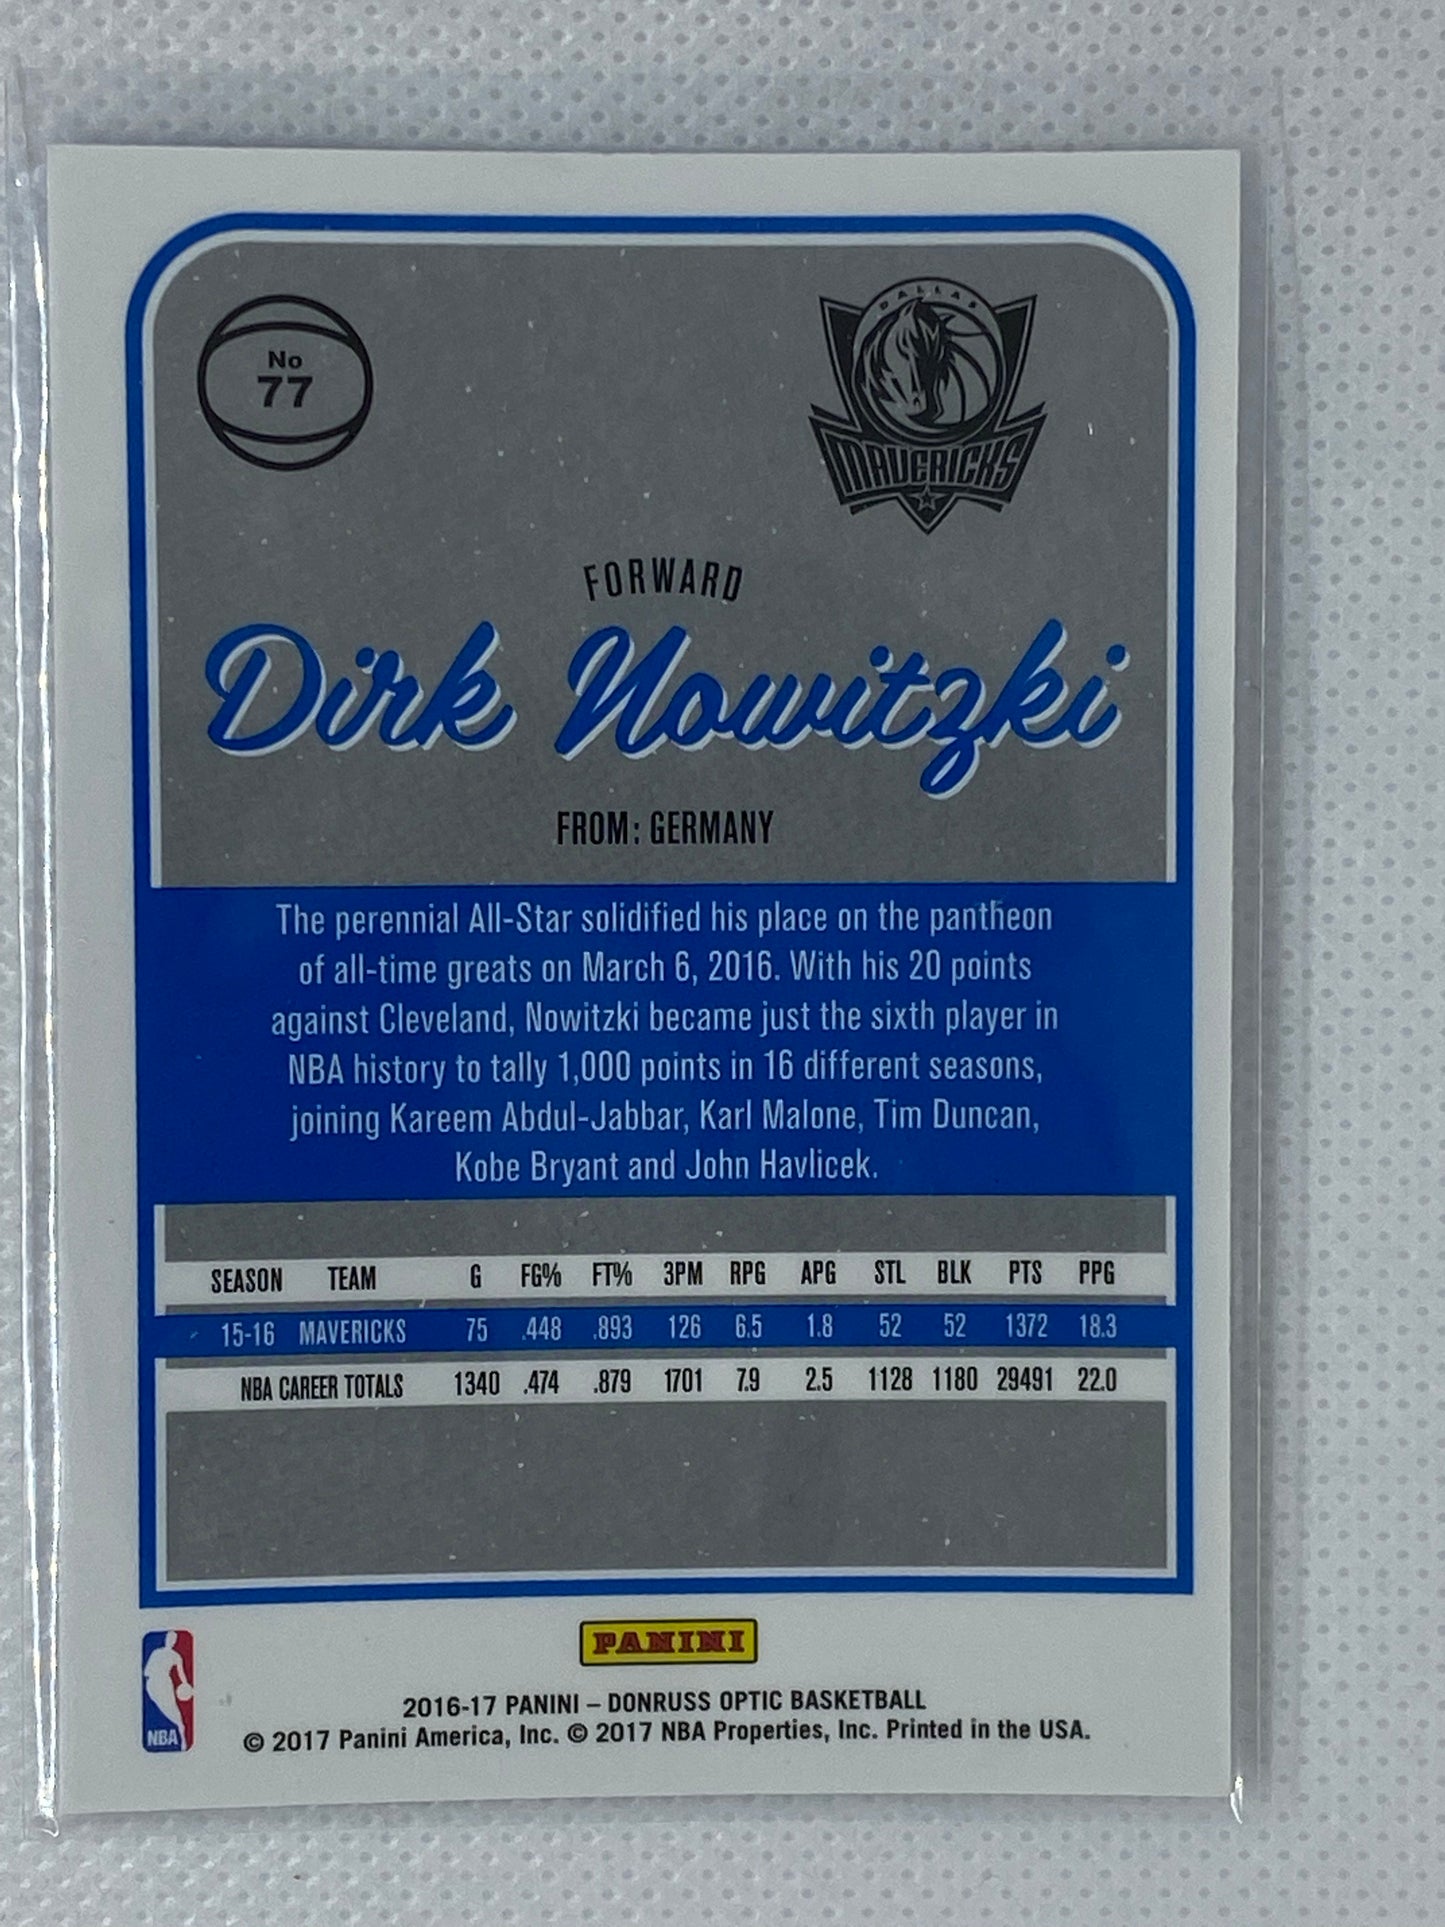 No
77
DALLAS
MAVERICKS
FORWARD
Dirk Nowitzki
FROM: GERMANY
The perennial All-Star solidified his place on the pantheon
of all-time greats on March 6, 2016. With his 20 points
against Cleveland, Nowitzki became just the sixth player in
NBA history to tally 1,000 points in 16 different seasons,
joining Kareem Abdul-Jabbar, Karl Malone, Tim Duncan,
Kobe Bryant and John Havlicek.
SEASON TEAM G FG% FT% 3PM RPG APG STL BLK PTS PPG
15-16 MAVERICKS 75 .448 .893 126 6.5 1.8 52 52 1372 18.3
NBA CAREER TOTALS 1340 .474 .879 1701 7.9 2.5 1128 1180 29491 22.0
PANINI
NBA
2016-17 PANINI – DONRUSS OPTIC BASKETBALL
© 2017 Panini America, Inc. © 2017 NBA Properties, Inc. Printed in the USA.